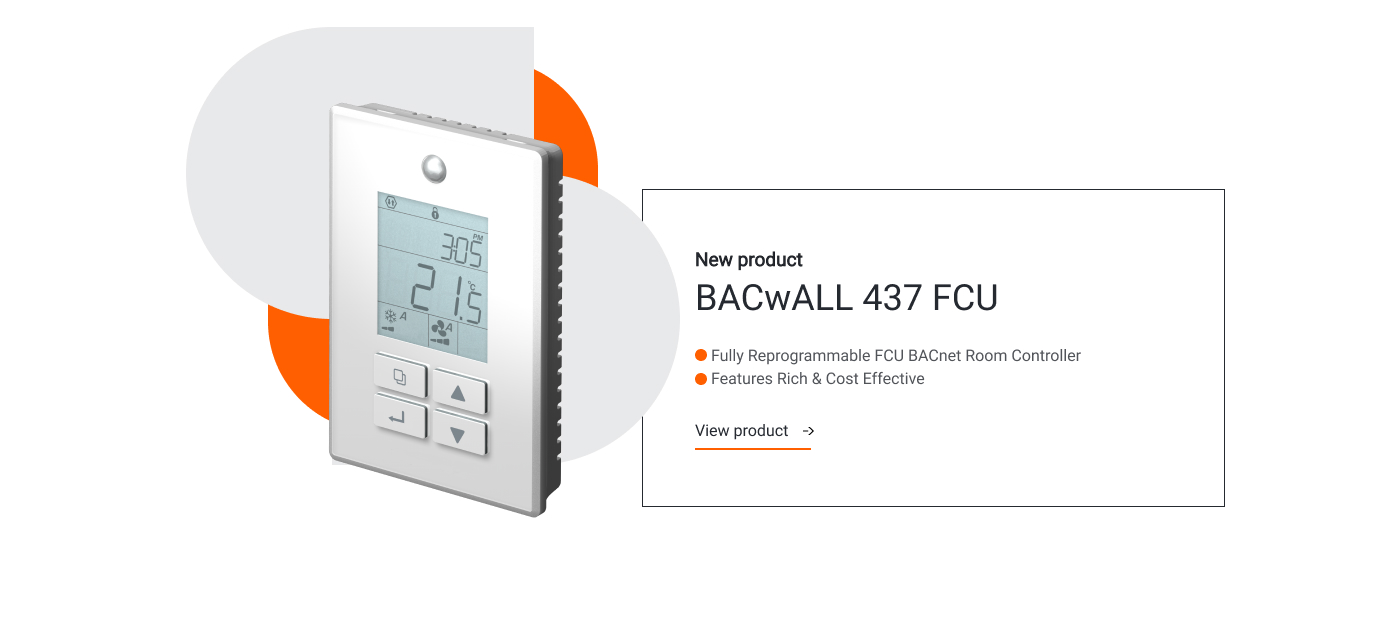 PM
3:05
21.5 °C
A
A
New product
BACwALL 437 FCU
Fully Reprogrammable FCU BACnet Room Controller
Features Rich & Cost Effective
View product